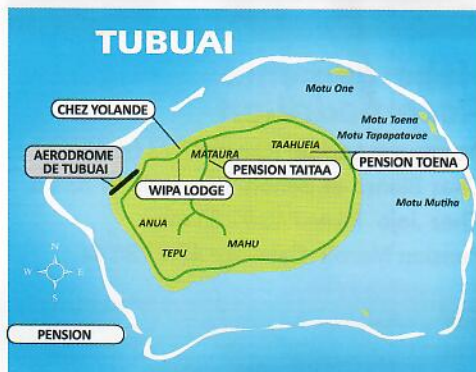 TUBUAI
Motu One
CHEZ YOLANDE
Motu Toena
Motu Tapapatavae
AERODROME
DE TUBUAI
MATAURA
TAAHUEIA
PENSION TAITAA
PENSION TOENA
WIPA LODGE
Motu Mutiha
ANUA
TEPU
MAHU
N
W
E
S
PENSION